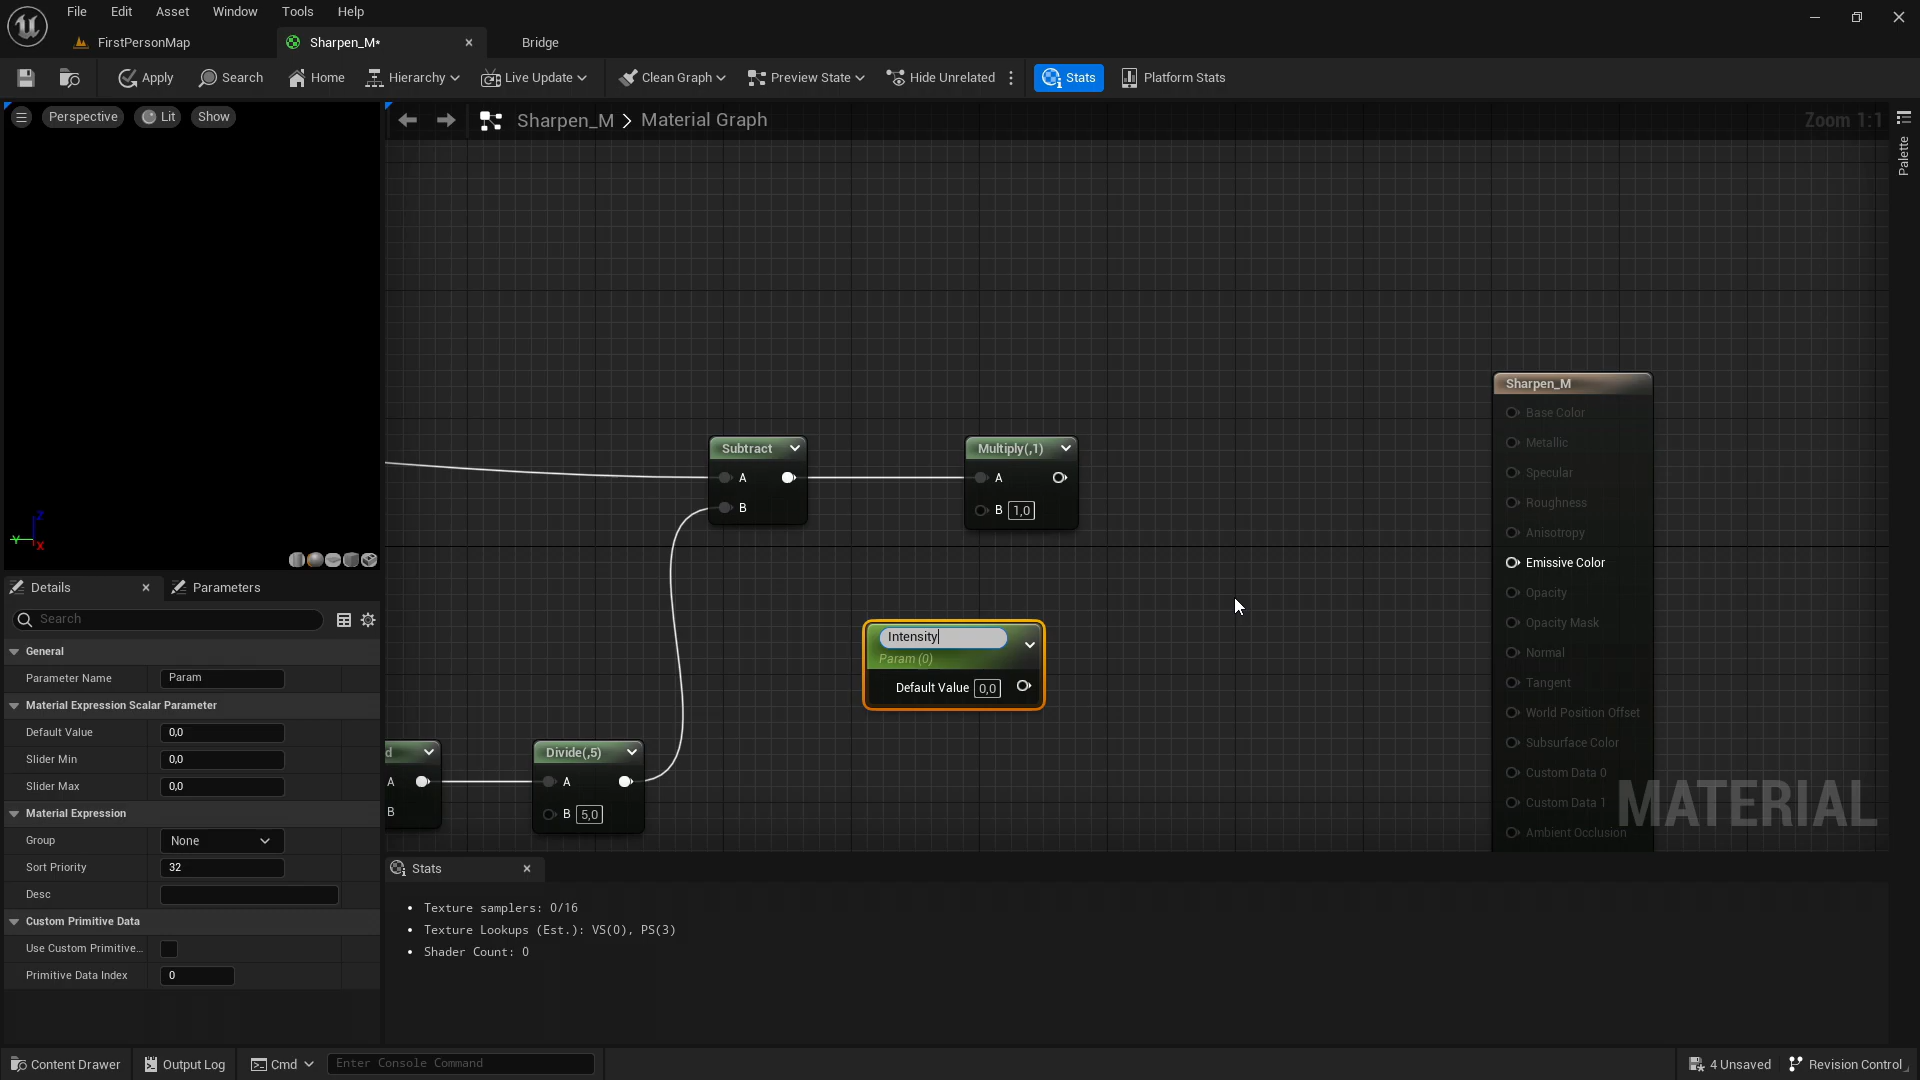 File Edit Asset Window Tools Help
FirstPersonMap Sharpen_M* Bridge
Apply Search Home Hierarchy Live Update Clean Graph Preview State Hide Unrelated Stats Platform Stats
Perspective Lit Show
Sharpen_M > Material Graph
Zoom 1:1
Palette
Z
Y
X
Subtract
A
B
Multiply(,1)
A
B 1,0
Intensity
Param (0)
Default Value 0,0
d
A
B
Divide(,5)
A
B 5,0
Sharpen_M
Base Color
Metallic
Specular
Roughness
Anisotropy
Emissive Color
Opacity
Opacity Mask
Normal
Tangent
World Position Offset
Subsurface Color
Custom Data 0
Custom Data 1
Ambient Occlusion
MATERIAL
Details Parameters
Search
General
Parameter Name Param
Material Expression Scalar Parameter
Default Value 0,0
Slider Min 0,0
Slider Max 0,0
Material Expression
Group None
Sort Priority 32
Desc
Custom Primitive Data
Use Custom Primitive...
Primitive Data Index 0
Stats
Texture samplers: 0/16
Texture Lookups (Est.): VS(0), PS(3)
Shader Count: 0
Content Drawer Output Log Cmd Enter Console Command 4 Unsaved Revision Control